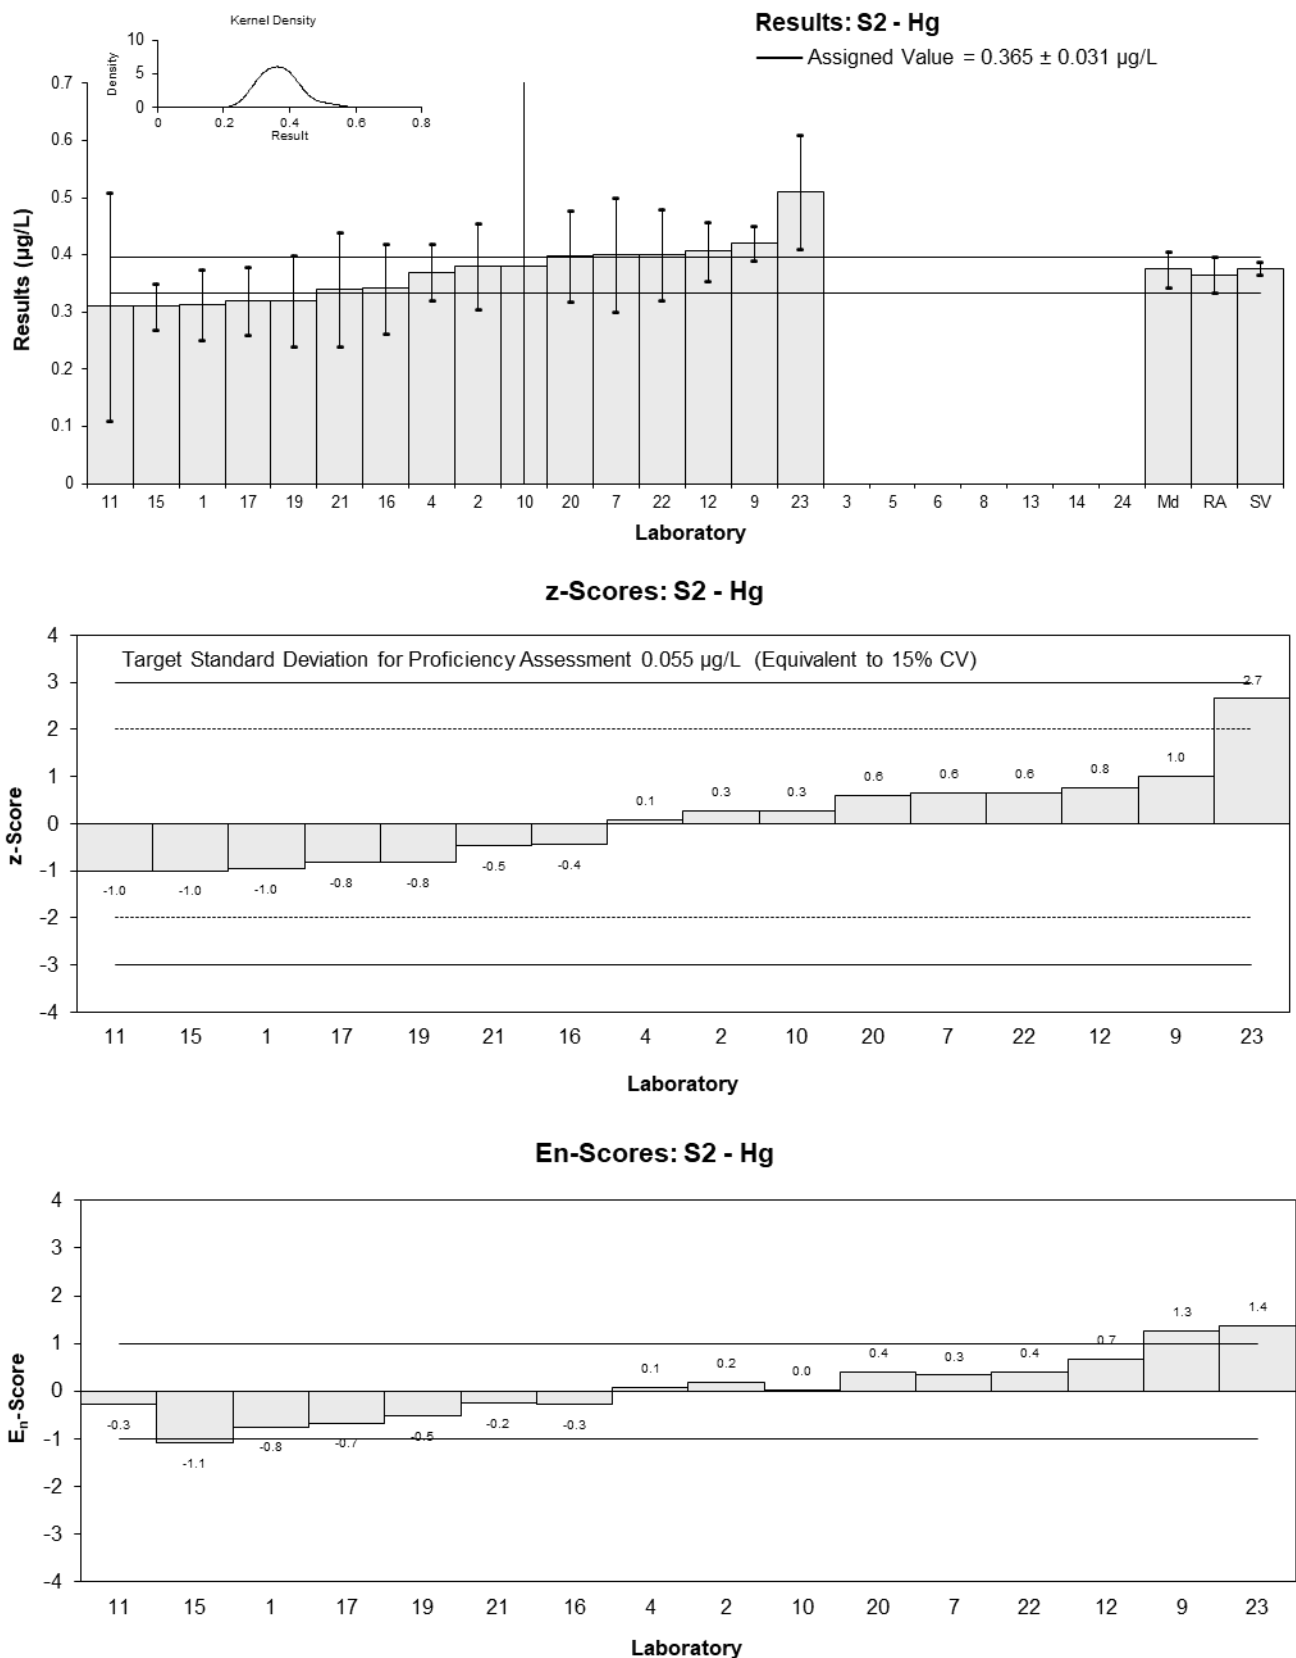 Kernel Density
10
5
0
Density
0 0.2 0.4 0.6 0.8
Result
Results: S2 - Hg
Assigned Value = 0.365 ± 0.031 µg/L
0.7
0.6
0.5
0.4
0.3
0.2
0.1
0
Results (µg/L)
11 15 1 17 19 21 16 4 2 10 20 7 22 12 9 23 3 5 6 8 13 14 24 Md RA SV
Laboratory
z-Scores: S2 - Hg
Target Standard Deviation for Proficiency Assessment 0.055 µg/L (Equivalent to 15% CV)
4
3
2
1
0
-1
-2
-3
-4
z-Score
-1.0 -1.0 -1.0 -0.8 -0.8 -0.5 -0.4 0.1 0.3 0.3 0.6 0.6 0.6 0.8 1.0 2.7
11 15 1 17 19 21 16 4 2 10 20 7 22 12 9 23
Laboratory
En-Scores: S2 - Hg
4
3
2
1
0
-1
-2
-3
-4
En-Score
-0.3 -1.1 -0.8 -0.7 -0.5 -0.2 -0.3 0.1 0.2 0.0 0.4 0.3 0.4 0.7 1.3 1.4
11 15 1 17 19 21 16 4 2 10 20 7 22 12 9 23
Laboratory